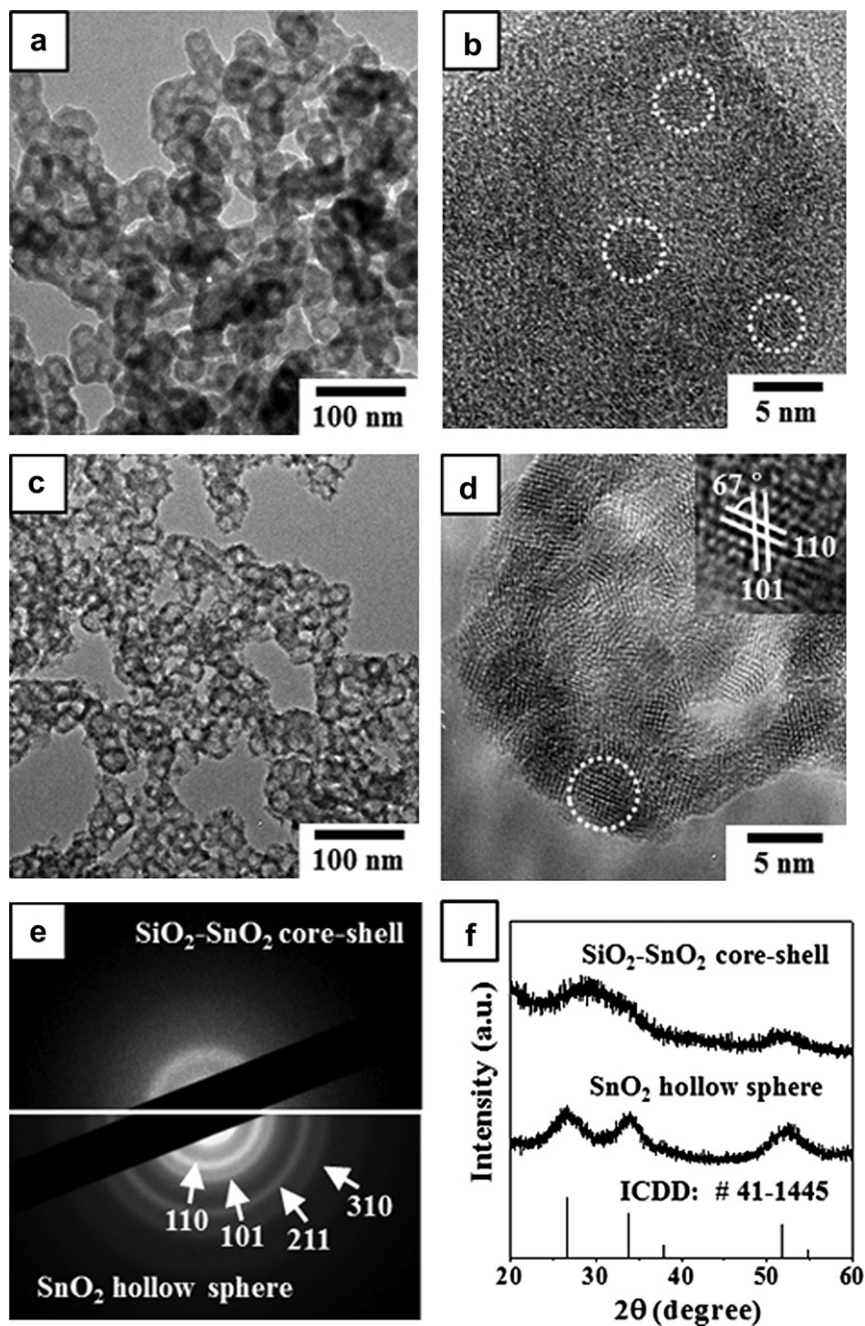 a
100 nm
b
5 nm
c
100 nm
d
67 °
110
101
5 nm
e
SiO₂-SnO₂ core-shell
110
101
211
310
SnO₂ hollow sphere
f
Intensity (a.u.)
SiO₂-SnO₂ core-shell
SnO₂ hollow sphere
ICDD: # 41-1445
20 30 40 50 60
2θ (degree)